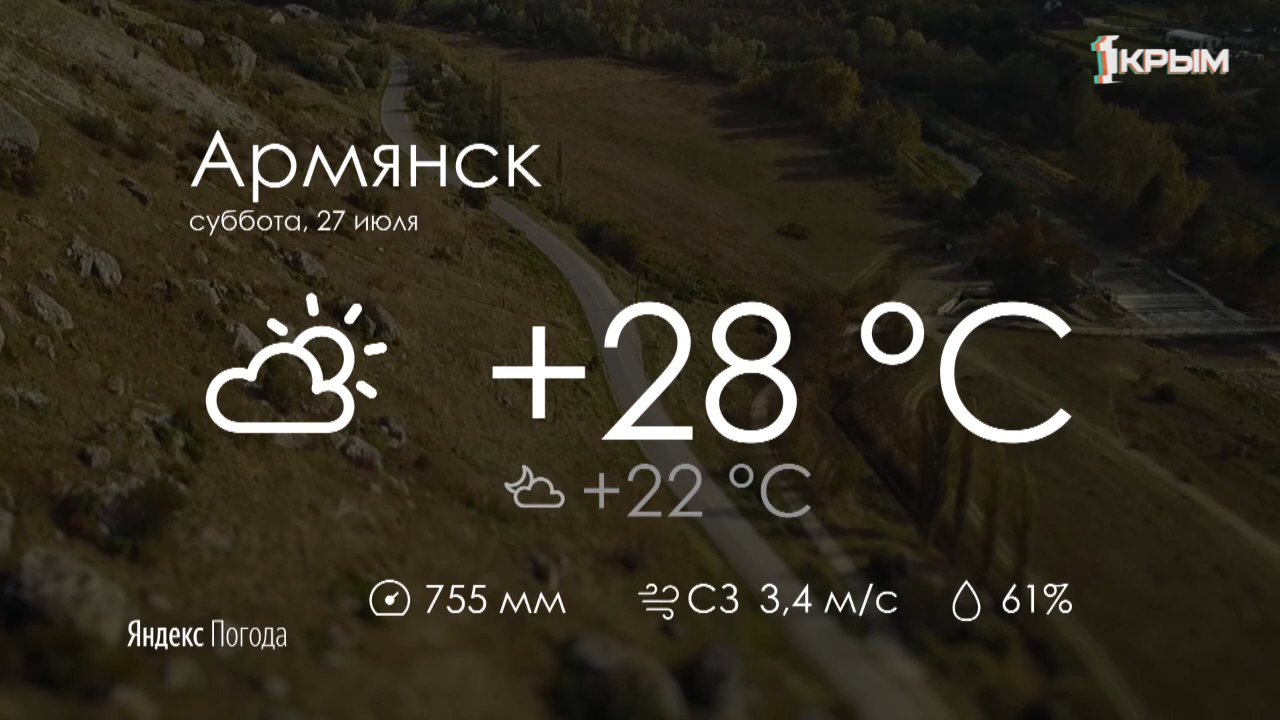 1КРЫМ
Армянск
суббота, 27 июля
+28 °C
+22 °C
755 мм
СЗ 3,4 м/с
61%
Яндекс Погода